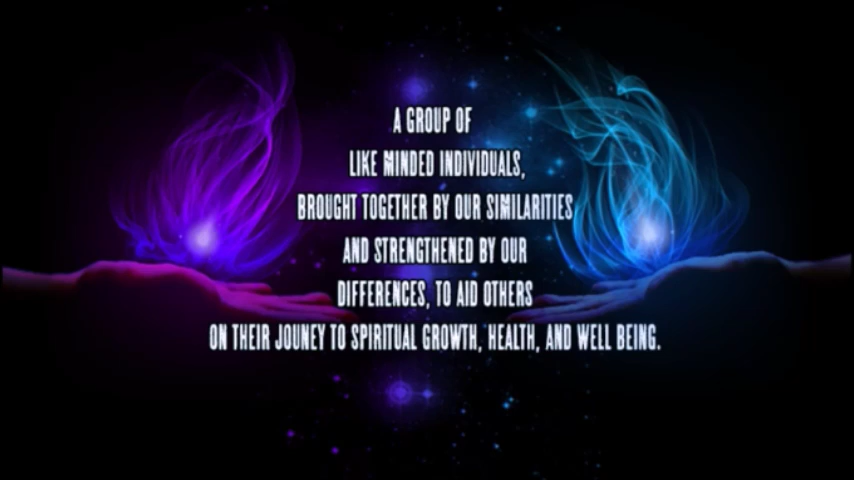 A GROUP OF
LIKE MINDED INDIVIDUALS,
BROUGHT TOGETHER BY OUR SIMILARITIES
AND STRENGTHENED BY OUR
DIFFERENCES, TO AID OTHERS
ON THEIR JOUNEY TO SPIRITUAL GROWTH, HEALTH, AND WELL BEING.